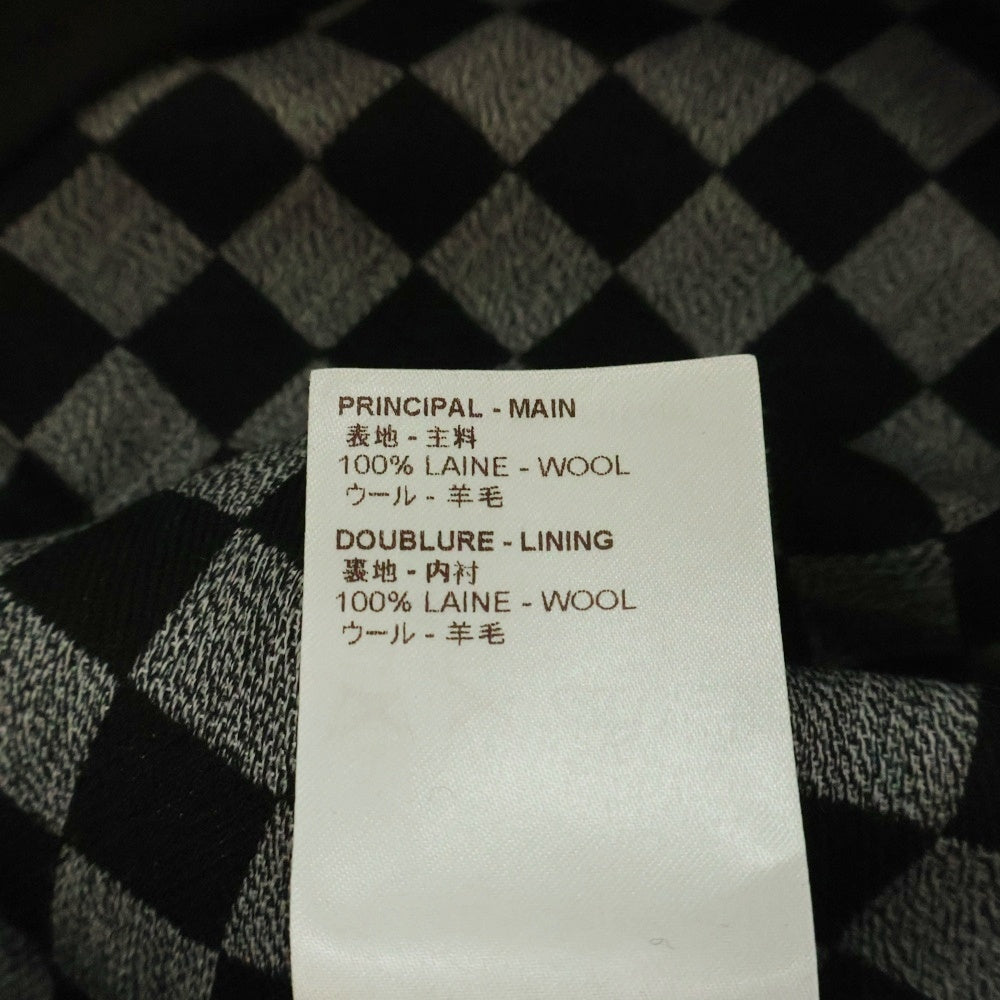 PRINCIPAL - MAIN
表地 - 主料
100% LAINE - WOOL
ウール - 羊毛
DOUBLURE - LINING
裏地 - 内衬
100% LAINE - WOOL
ウール - 羊毛